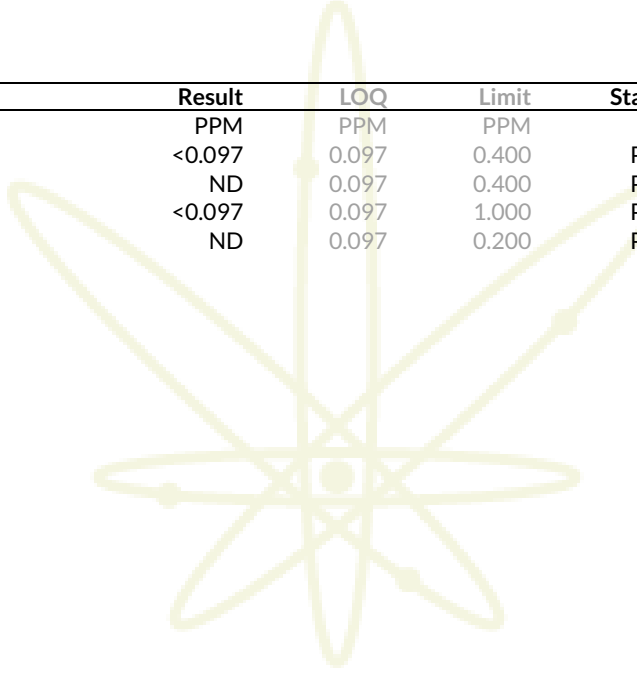 Result LOQ Limit Sta
PPM PPM PPM
<0.097 0.097 0.400 P
ND 0.097 0.400 P
<0.097 0.097 1.000 P
ND 0.097 0.200 P